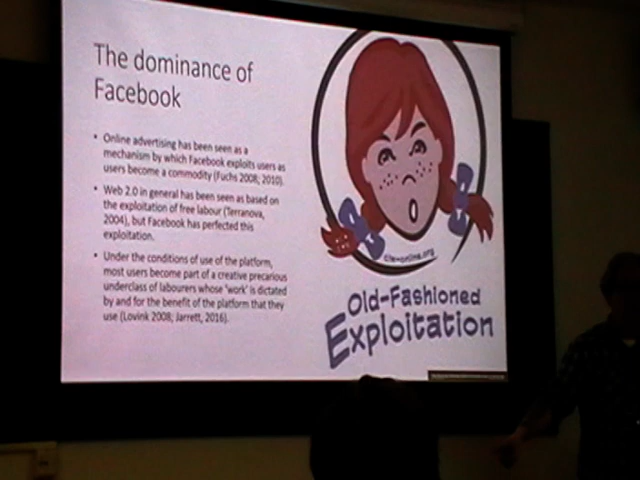 The dominance of
Facebook
• Online advertising has been seen as a
mechanism by which Facebook exploits users as
users become a commodity (Fuchs 2008; 2010).
• Web 2.0 in general has been seen as based on
the exploitation of free labour (Terranova,
2004), but Facebook has perfected this
exploitation.
• Under the conditions of use of the platform,
most users become part of a creative precarious
underclass of labourers whose 'work' is dictated
by and for the benefit of the platform that they
use (Lovink 2008; Jarrett, 2016).
Old-Fashioned
Exploitation